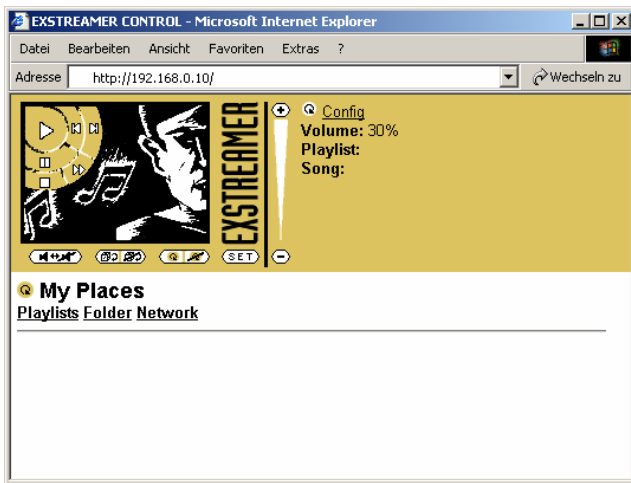 EXSTREAMER CONTROL - Microsoft Internet Explorer
Datei Bearbeiten Ansicht Favoriten Extras ?
Adresse http://192.168.0.10/ Wechseln zu
EXSTREAMER
Config
Volume: 30%
Playlist:
Song:
SET
My Places
Playlists Folder Network